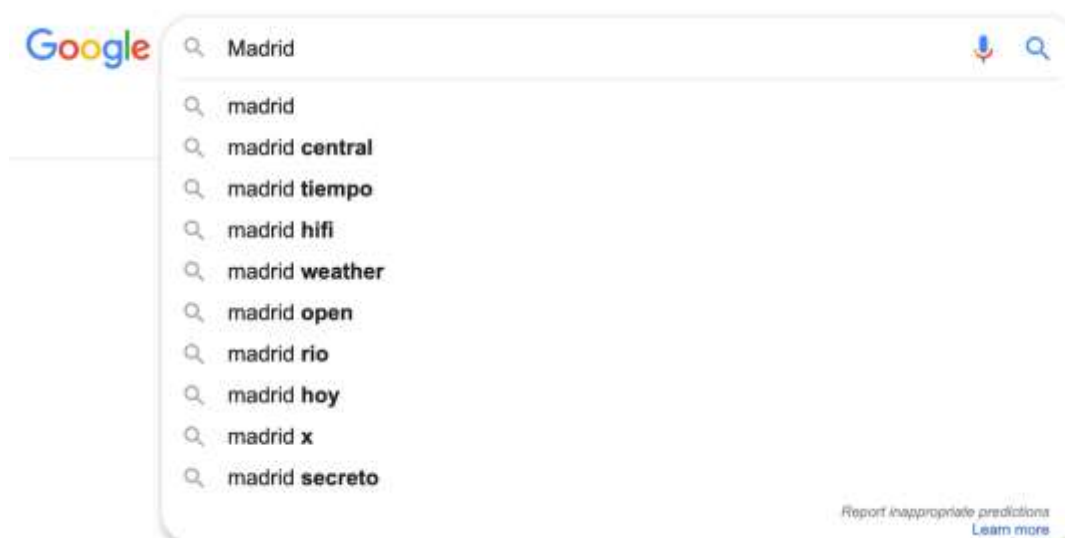 Google
Madrid
madrid
madrid central
madrid tiempo
madrid hifi
madrid weather
madrid open
madrid rio
madrid hoy
madrid x
madrid secreto
Report inappropriate predictions
Learn more